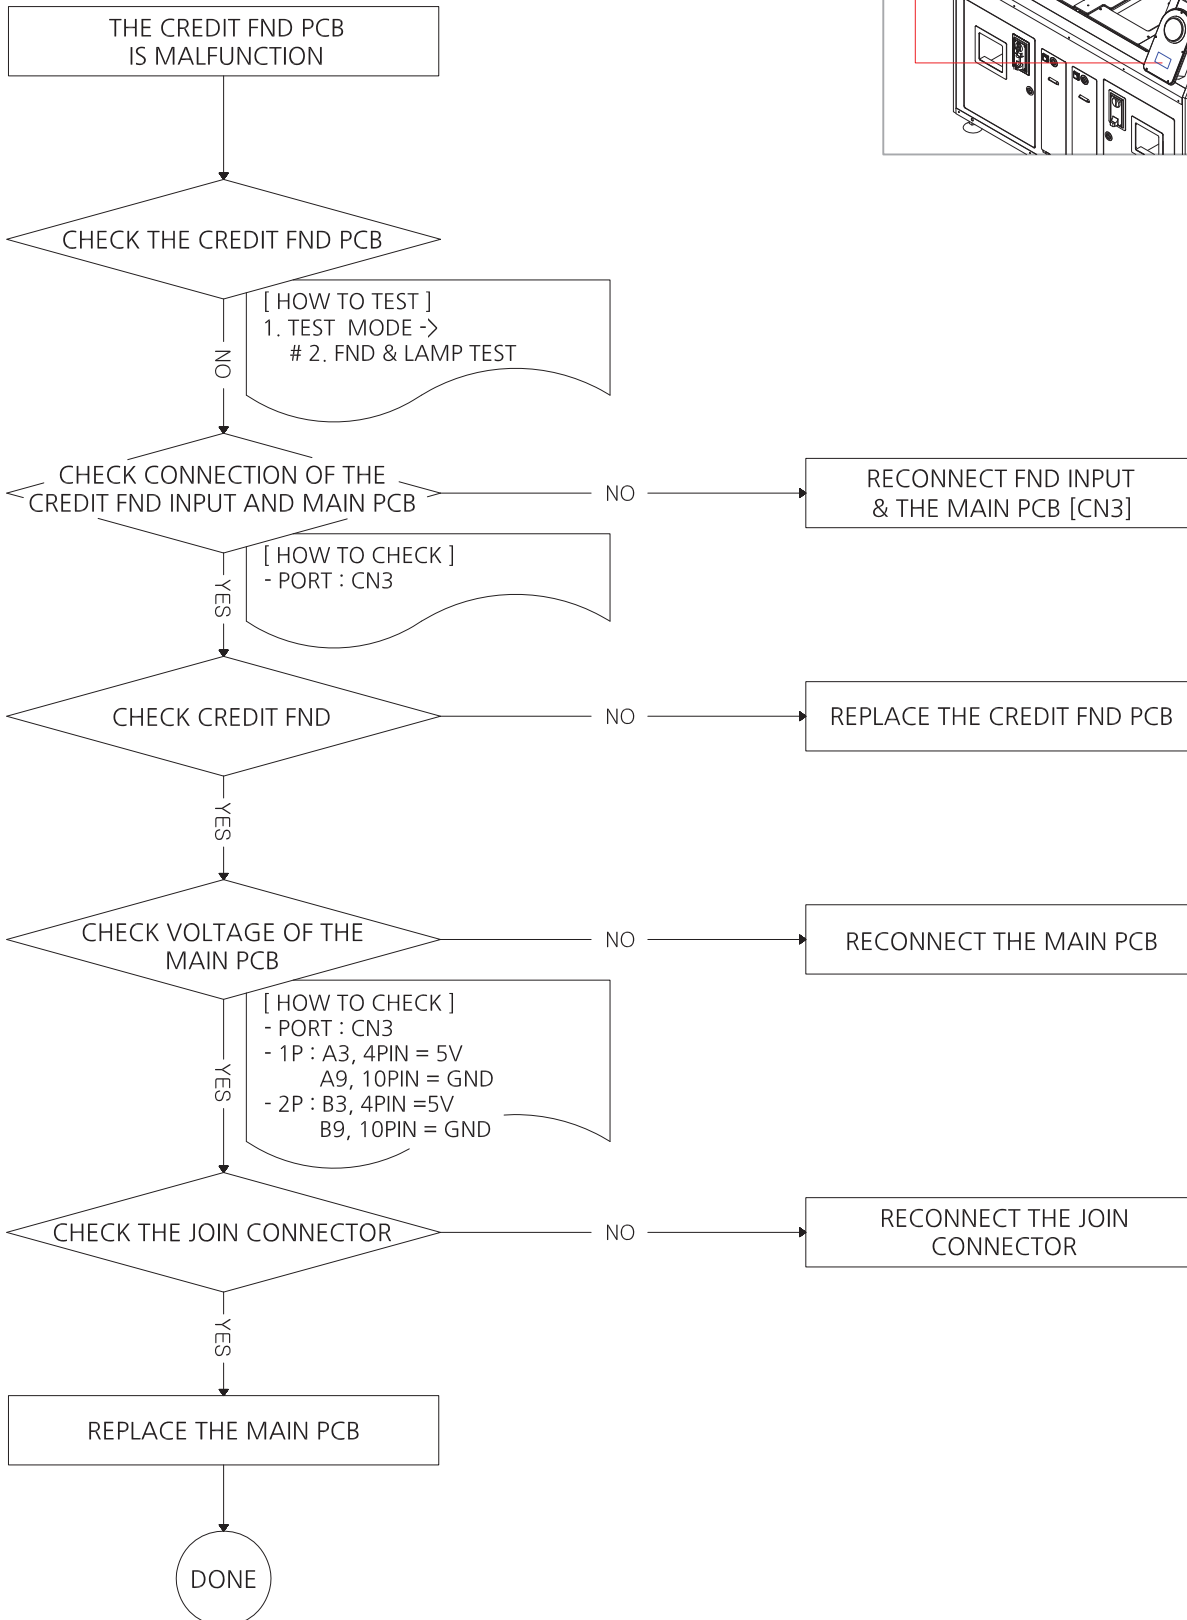 THE CREDIT FND PCB
IS MALFUNCTION
CHECK THE CREDIT FND PCB
[ HOW TO TEST ]
1. TEST MODE ->
# 2. FND & LAMP TEST
NO
CHECK CONNECTION OF THE
CREDIT FND INPUT AND MAIN PCB
NO
RECONNECT FND INPUT
& THE MAIN PCB [CN3]
[ HOW TO CHECK ]
- PORT : CN3
YES
CHECK CREDIT FND
NO
REPLACE THE CREDIT FND PCB
YES
CHECK VOLTAGE OF THE
MAIN PCB
NO
RECONNECT THE MAIN PCB
[ HOW TO CHECK ]
- PORT : CN3
- 1P : A3, 4PIN = 5V
A9, 10PIN = GND
- 2P : B3, 4PIN =5V
B9, 10PIN = GND
YES
CHECK THE JOIN CONNECTOR
NO
RECONNECT THE JOIN
CONNECTOR
YES
REPLACE THE MAIN PCB
DONE